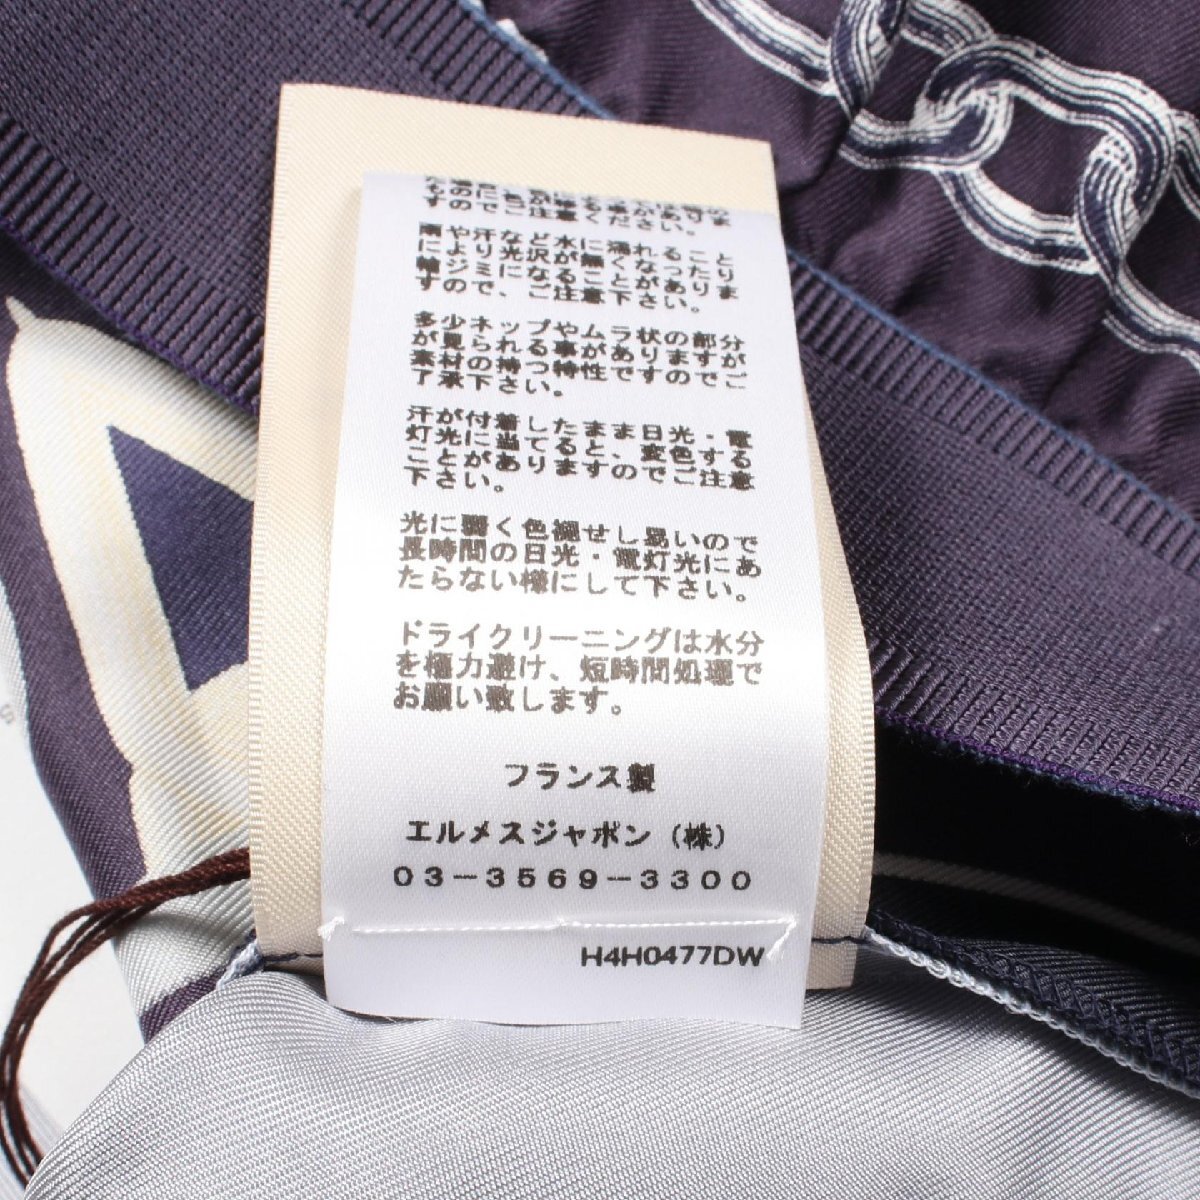 すのでご注意ください。
雨や汗など水に濡れること
により光沢が無くなったり
輪ジミになることがありま
すので、ご注意下さい。
多少ネップやムラ状の部分
が見られる事がありますが
素材の持つ特性ですのでご
了承下さい。
汗が付着したまま日光・電
灯光に当てると、変色する
ことがありますのでご注意
下さい。
光に弱く色褪せし易いので
長時間の日光・電灯光にあ
たらない様にして下さい。
ドライクリーニングは水分
を極力避け、短時間処理で
お願い致します。
フランス製
エルメスジャポン（株）
03－3569－3300
H4H0477DW